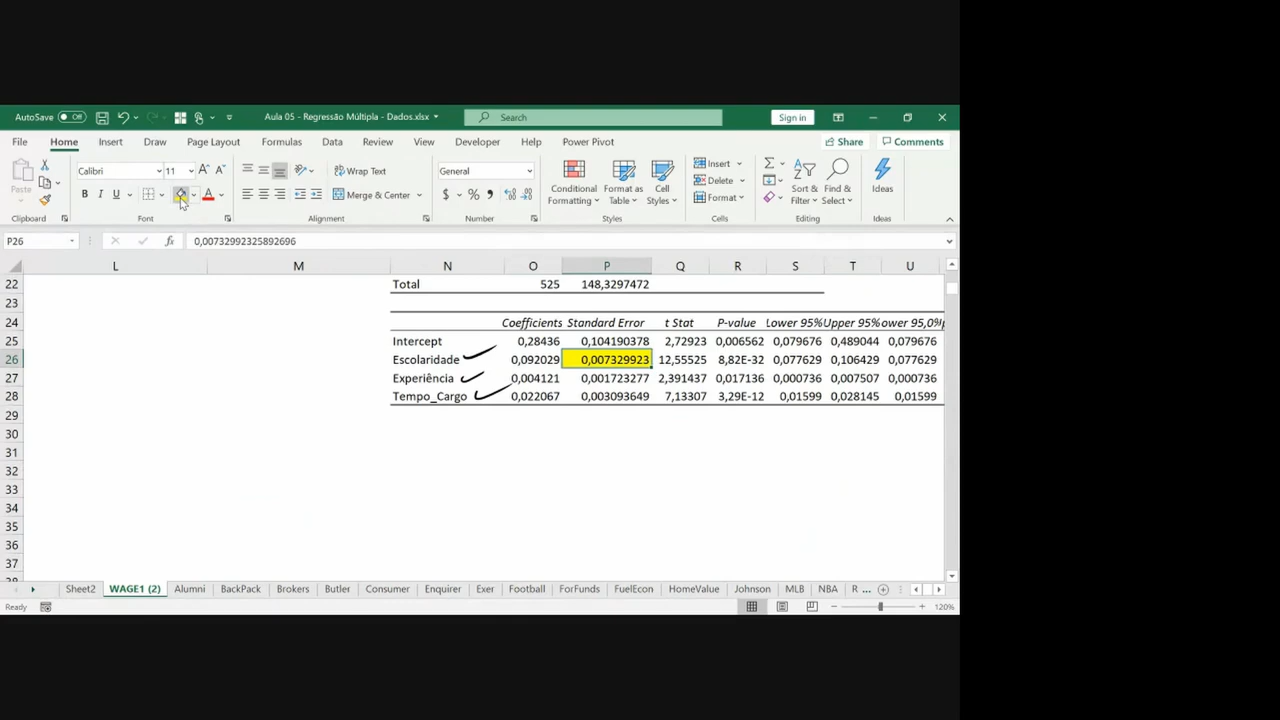 AutoSave Off Aula 05 - Regressão Múltipla - Dados.xlsx Search Sign in
File Home Insert Draw Page Layout Formulas Data Review View Developer Help Power Pivot Share Comments
Paste Calibri 11 Wrap Text General Conditional Formatting Format as Table Cell Styles Insert Sort & Filter Find & Select Ideas
B I U A Merge & Center $ % Delete Format
Clipboard Font Alignment Number Styles Cells Editing Ideas
P26 fx 0,00732992325892696
L M N O P Q R S T U
22 Total 525 148,3297472
23
24 Coefficients Standard Error t Stat P-value Lower 95% Upper 95% ower 95,0%
25 Intercept 0,28436 0,104190378 2,72923 0,006562 0,079676 0,489044 0,079676
26 Escolaridade 0,092029 0,007329923 12,55525 8,82E-32 0,077629 0,106429 0,077629
27 Experiência 0,004121 0,001723277 2,391437 0,017136 0,000736 0,007507 0,000736
28 Tempo_Cargo 0,022067 0,003093649 7,13307 3,29E-12 0,01599 0,028145 0,01599
29
30
31
32
33
34
35
36
37
Sheet2 WAGE1 (2) Alumni BackPack Brokers Butler Consumer Enquirer Exer Football ForFunds FuelEcon HomeValue Johnson MLB NBA R ...
Ready 120%